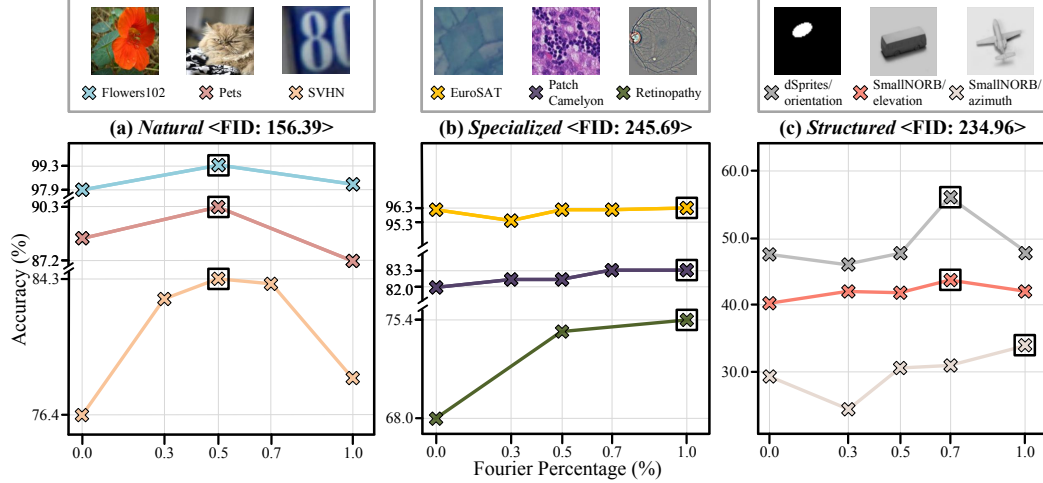 80
Flowers102
Pets
SVHN
EuroSAT
Patch
Camelyon
Retinopathy
dSprites/
orientation
SmallNORB/
elevation
SmallNORB/
azimuth
(a) Natural <FID: 156.39>
(b) Specialized <FID: 245.69>
(c) Structured <FID: 234.96>
Accuracy (%)
99.3
97.9
90.3
87.2
84.3
76.4
0.0
0.3
0.5
0.7
1.0
96.3
95.3
83.3
82.0
75.4
68.0
0.0
0.3
0.5
0.7
1.0
60.0
50.0
40.0
30.0
0.0
0.3
0.5
0.7
1.0
Fourier Percentage (%)